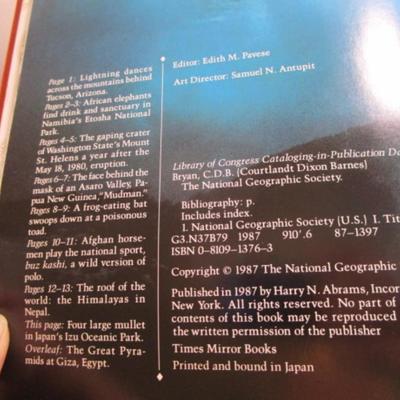 Page 1: Lightning dances
across the mountains behind
Tucson, Arizona.
Pages 2–3: African elephants
find drink and sanctuary in
Namibia's Etosha National
Park.
Pages 4–5: The gaping crater
of Washington State's Mount
St. Helens a year after the
May 18, 1980, eruption.
Pages 6–7: The face behind the
mask of an Asaro Valley, Pa-
pua New Guinea, "Mudman."
Pages 8–9: A frog-eating bat
swoops down at a poisonous
toad.
Pages 10–11: Afghan horse-
men play the national sport,
buz kashi, a wild version of
polo.
Pages 12–13: The roof of the
world: the Himalayas in
Nepal.
This page: Four large mullet
in Japan's Izu Oceanic Park.
Overleaf: The Great Pyra-
mids at Giza, Egypt.
Editor: Edith M. Pavese
Art Director: Samuel N. Antupit
Library of Congress Cataloging-in-Publication Da
Bryan, C.D.B. (Courtlandt Dixon Barnes)
The National Geographic Society.
Bibliography: p.
Includes index.
1. National Geographic Society (U.S.) I. Tit
G3.N37B79 1987 910'.6 87-1397
ISBN 0-8109-1376-3
Copyright © 1987 The National Geographic
Published in 1987 by Harry N. Abrams, Incor
New York. All rights reserved. No part of
contents of this book may be reproduced
the written permission of the publisher
Times Mirror Books
Printed and bound in Japan